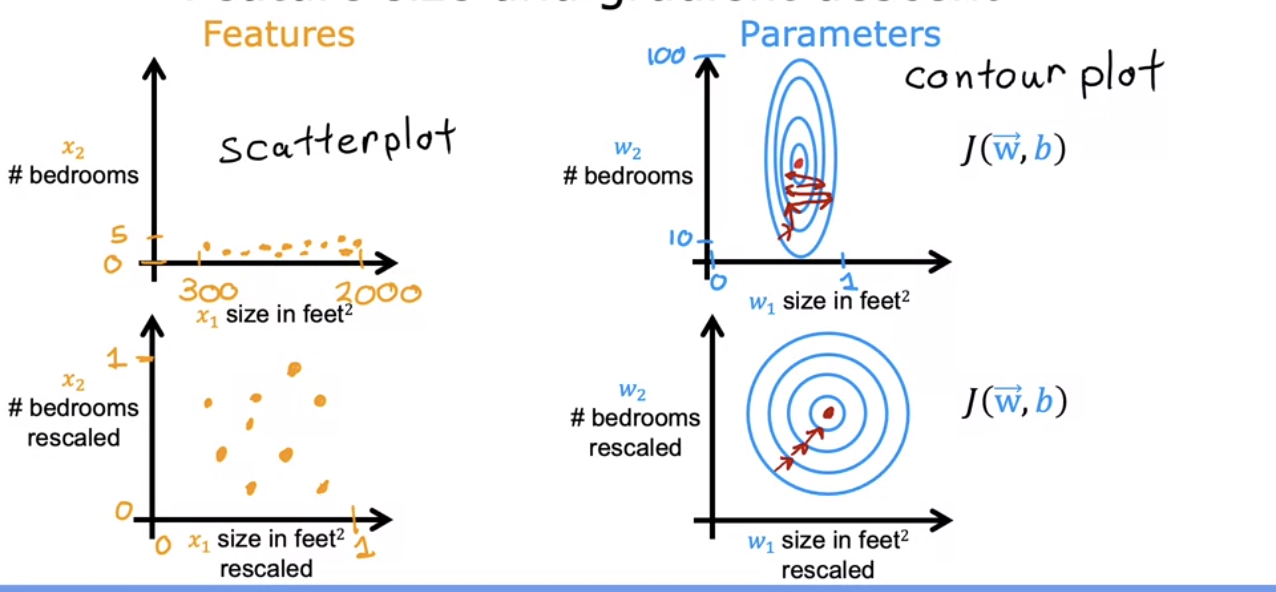 Features
Parameters
scatterplot
x₂
# bedrooms
5
0
300
2000
x₁ size in feet²
100
contour plot
w₂
# bedrooms
J(w⃗, b)
10
0
1
w₁ size in feet²
1
x₂
# bedrooms
rescaled
0
0
x₁ size in feet²
1
rescaled
w₂
# bedrooms
rescaled
J(w⃗, b)
w₁ size in feet²
rescaled